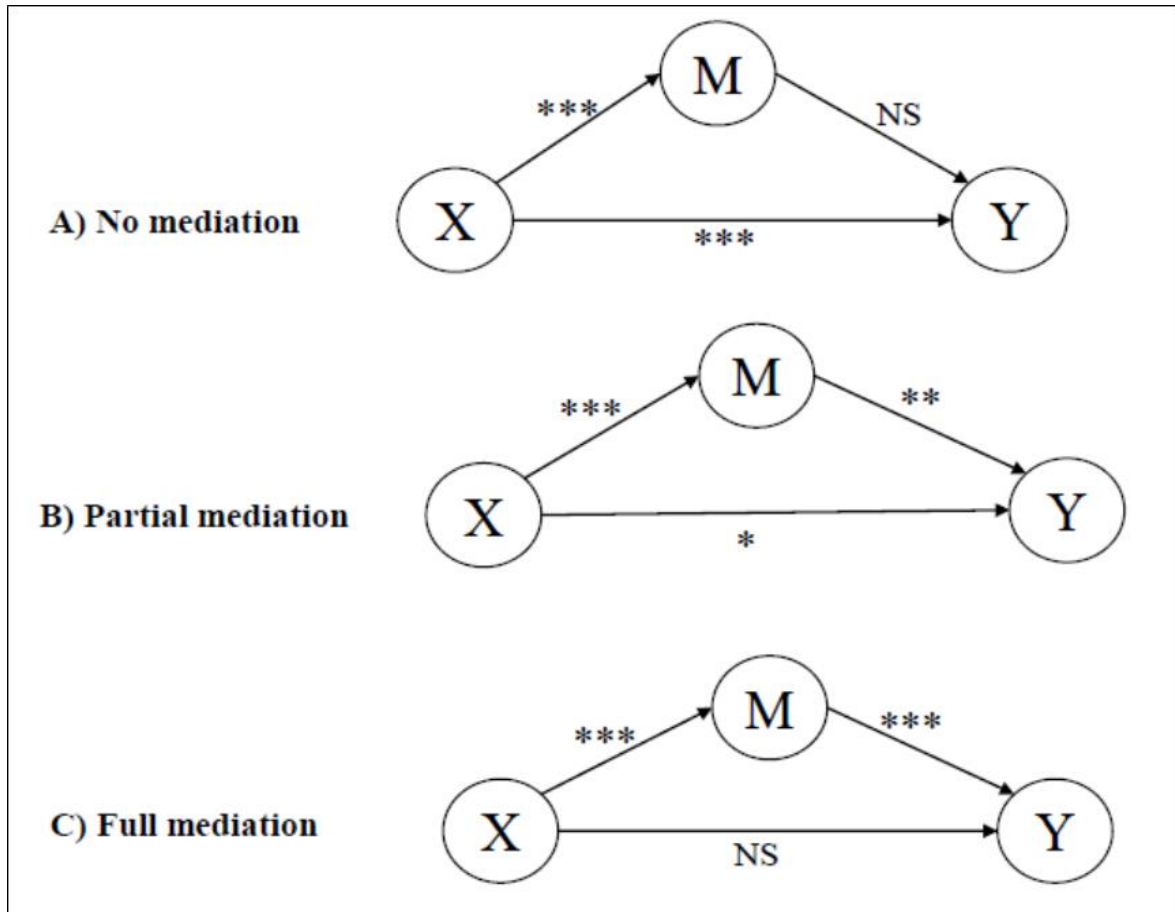 M
***
NS
A) No mediation
X
Y
***
M
***
**
B) Partial mediation
X
Y
*
M
***
***
C) Full mediation
X
Y
NS